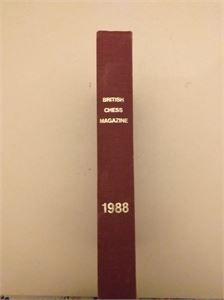 BRITISH
CHESS
MAGAZINE
1988